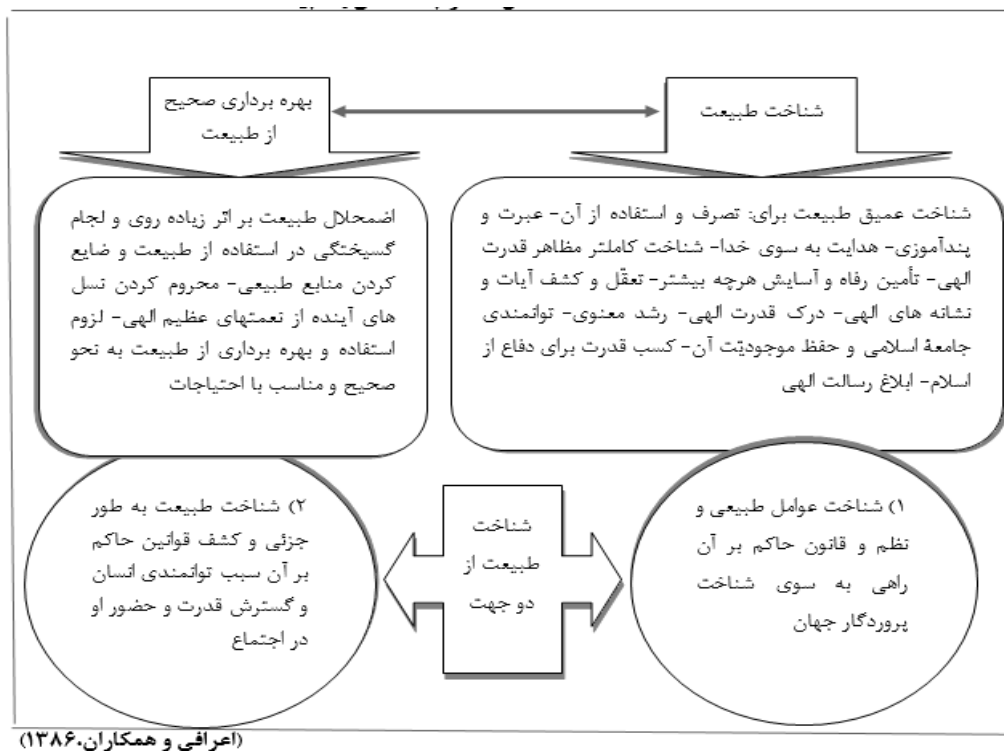 شناخت طبیعت
بهره برداری صحیح
از طبیعت
شناخت عمیق طبیعت برای: تصرف و استفاده از آن- عبرت و
پندآموزی- هدایت به سوی خدا- شناخت کاملتر مظاهر قدرت
الهی- تأمین رفاه و آسایش هرچه بیشتر- تعقّل و کشف آیات و
نشانه های الهی- درک قدرت الهی- رشد معنوی- توانمندی
جامعۀ اسلامی و حفظ موجودیّت آن- کسب قدرت برای دفاع از
اسلام- ابلاغ رسالت الهی
اضمحلال طبیعت بر اثر زیاده روی و لجام
گسیختگی در استفاده از طبیعت و ضایع
کردن منابع طبیعی- محروم کردن نسل
های آینده از نعمتهای عظیم الهی- لزوم
استفاده و بهره برداری از طبیعت به نحو
صحیح و مناسب با احتیاجات
۱) شناخت عوامل طبیعی و
نظم و قانون حاکم بر آن
راهی به سوی شناخت
پروردگار جهان
شناخت
طبیعت از
دو جهت
۲) شناخت طبیعت به طور
جزئی و کشف قوانین حاکم
بر آن سبب توانمندی انسان
و گسترش قدرت و حضور او
در اجتماع
(اعرافی و همکاران،۱۳۸۶)